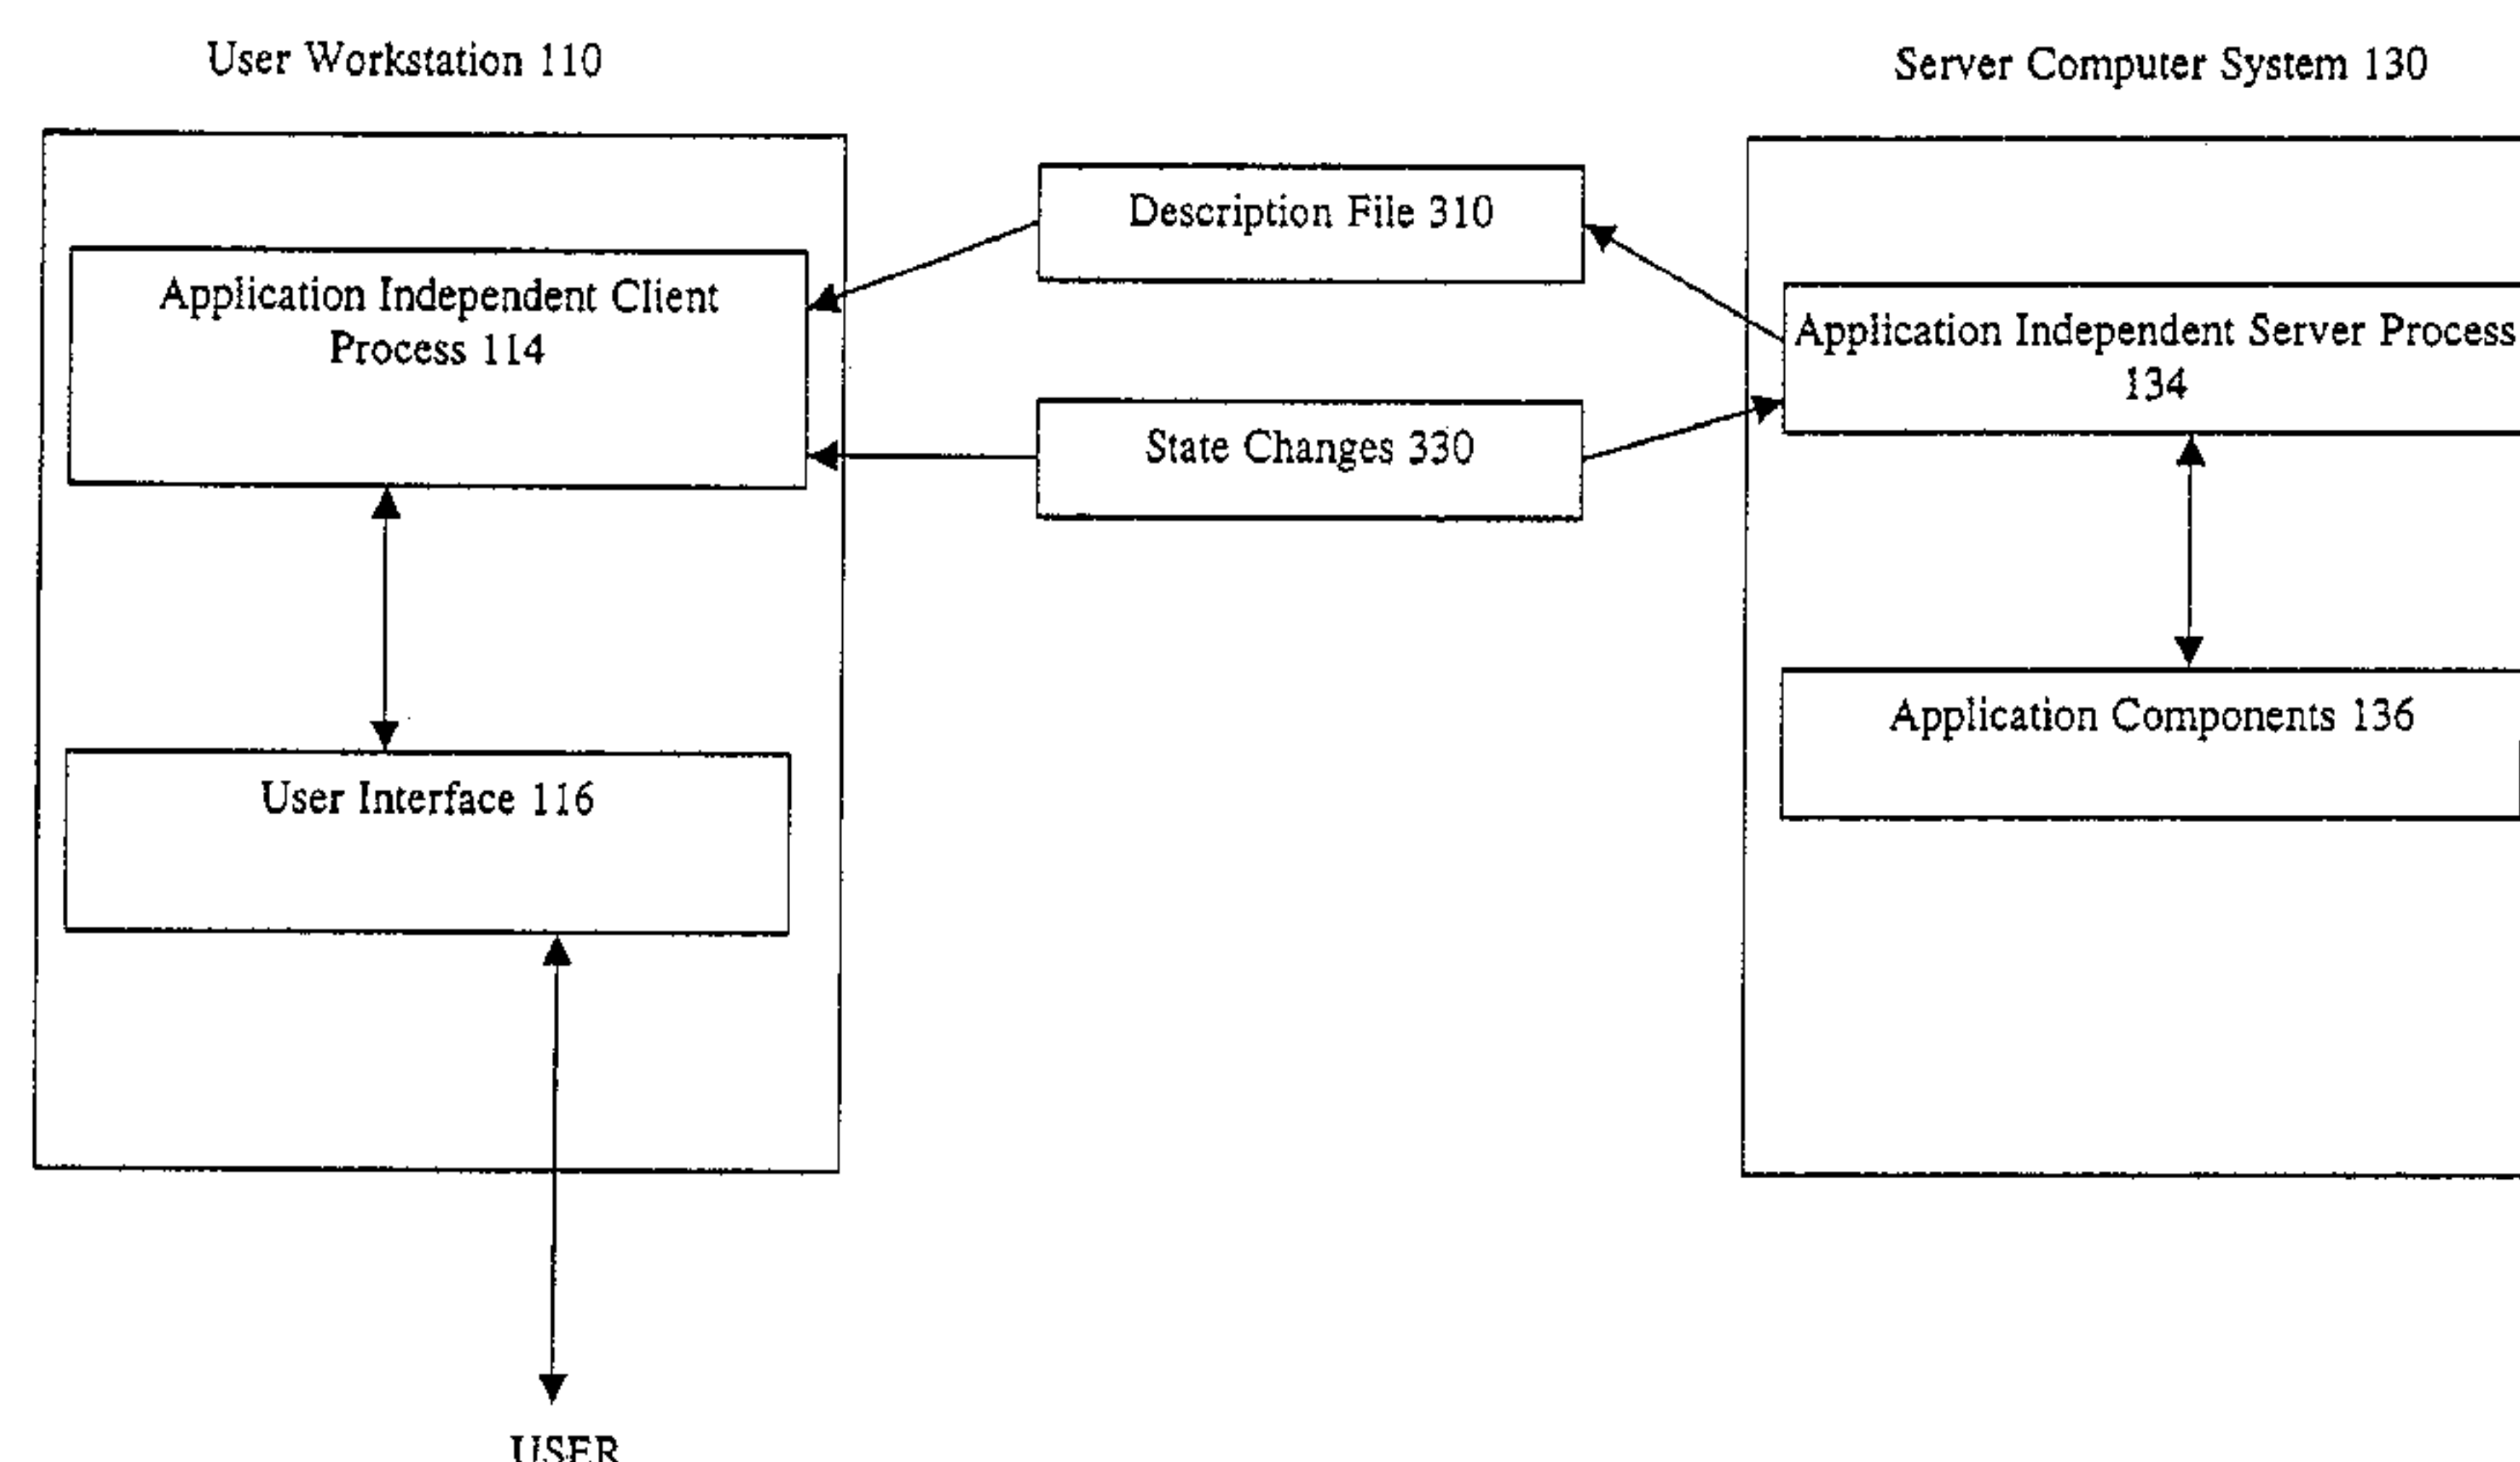 User Workstation 110
Server Computer System 130
Description File 310
Application Independent Client
Process 114
Application Independent Server Process
134
State Changes 330
Application Components 136
User Interface 116
USER